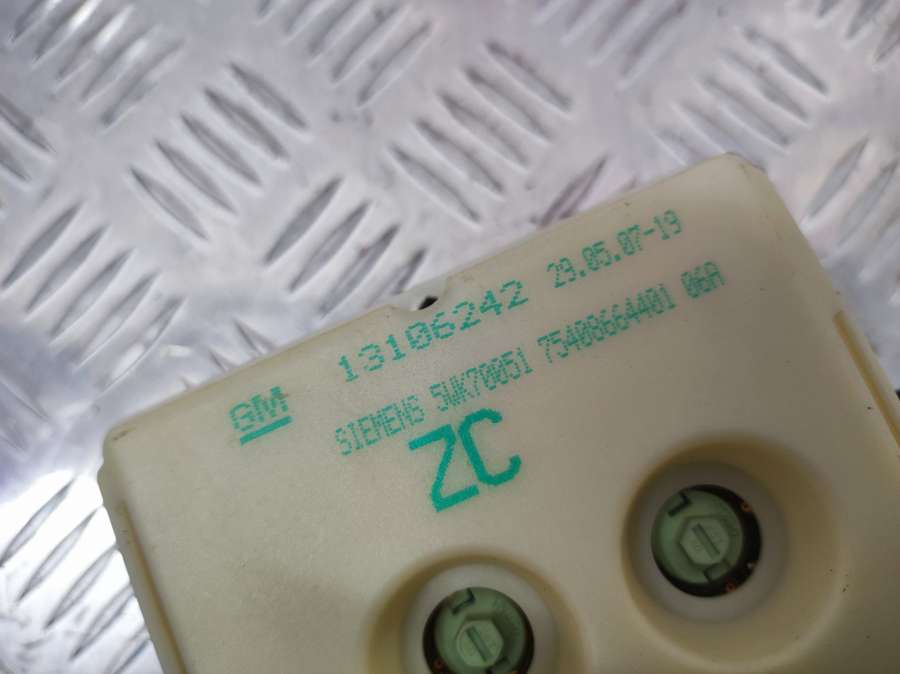 GM 13106242 29.05.07-19
SIEMENS 5WK70051 75408664401 06A
ZC